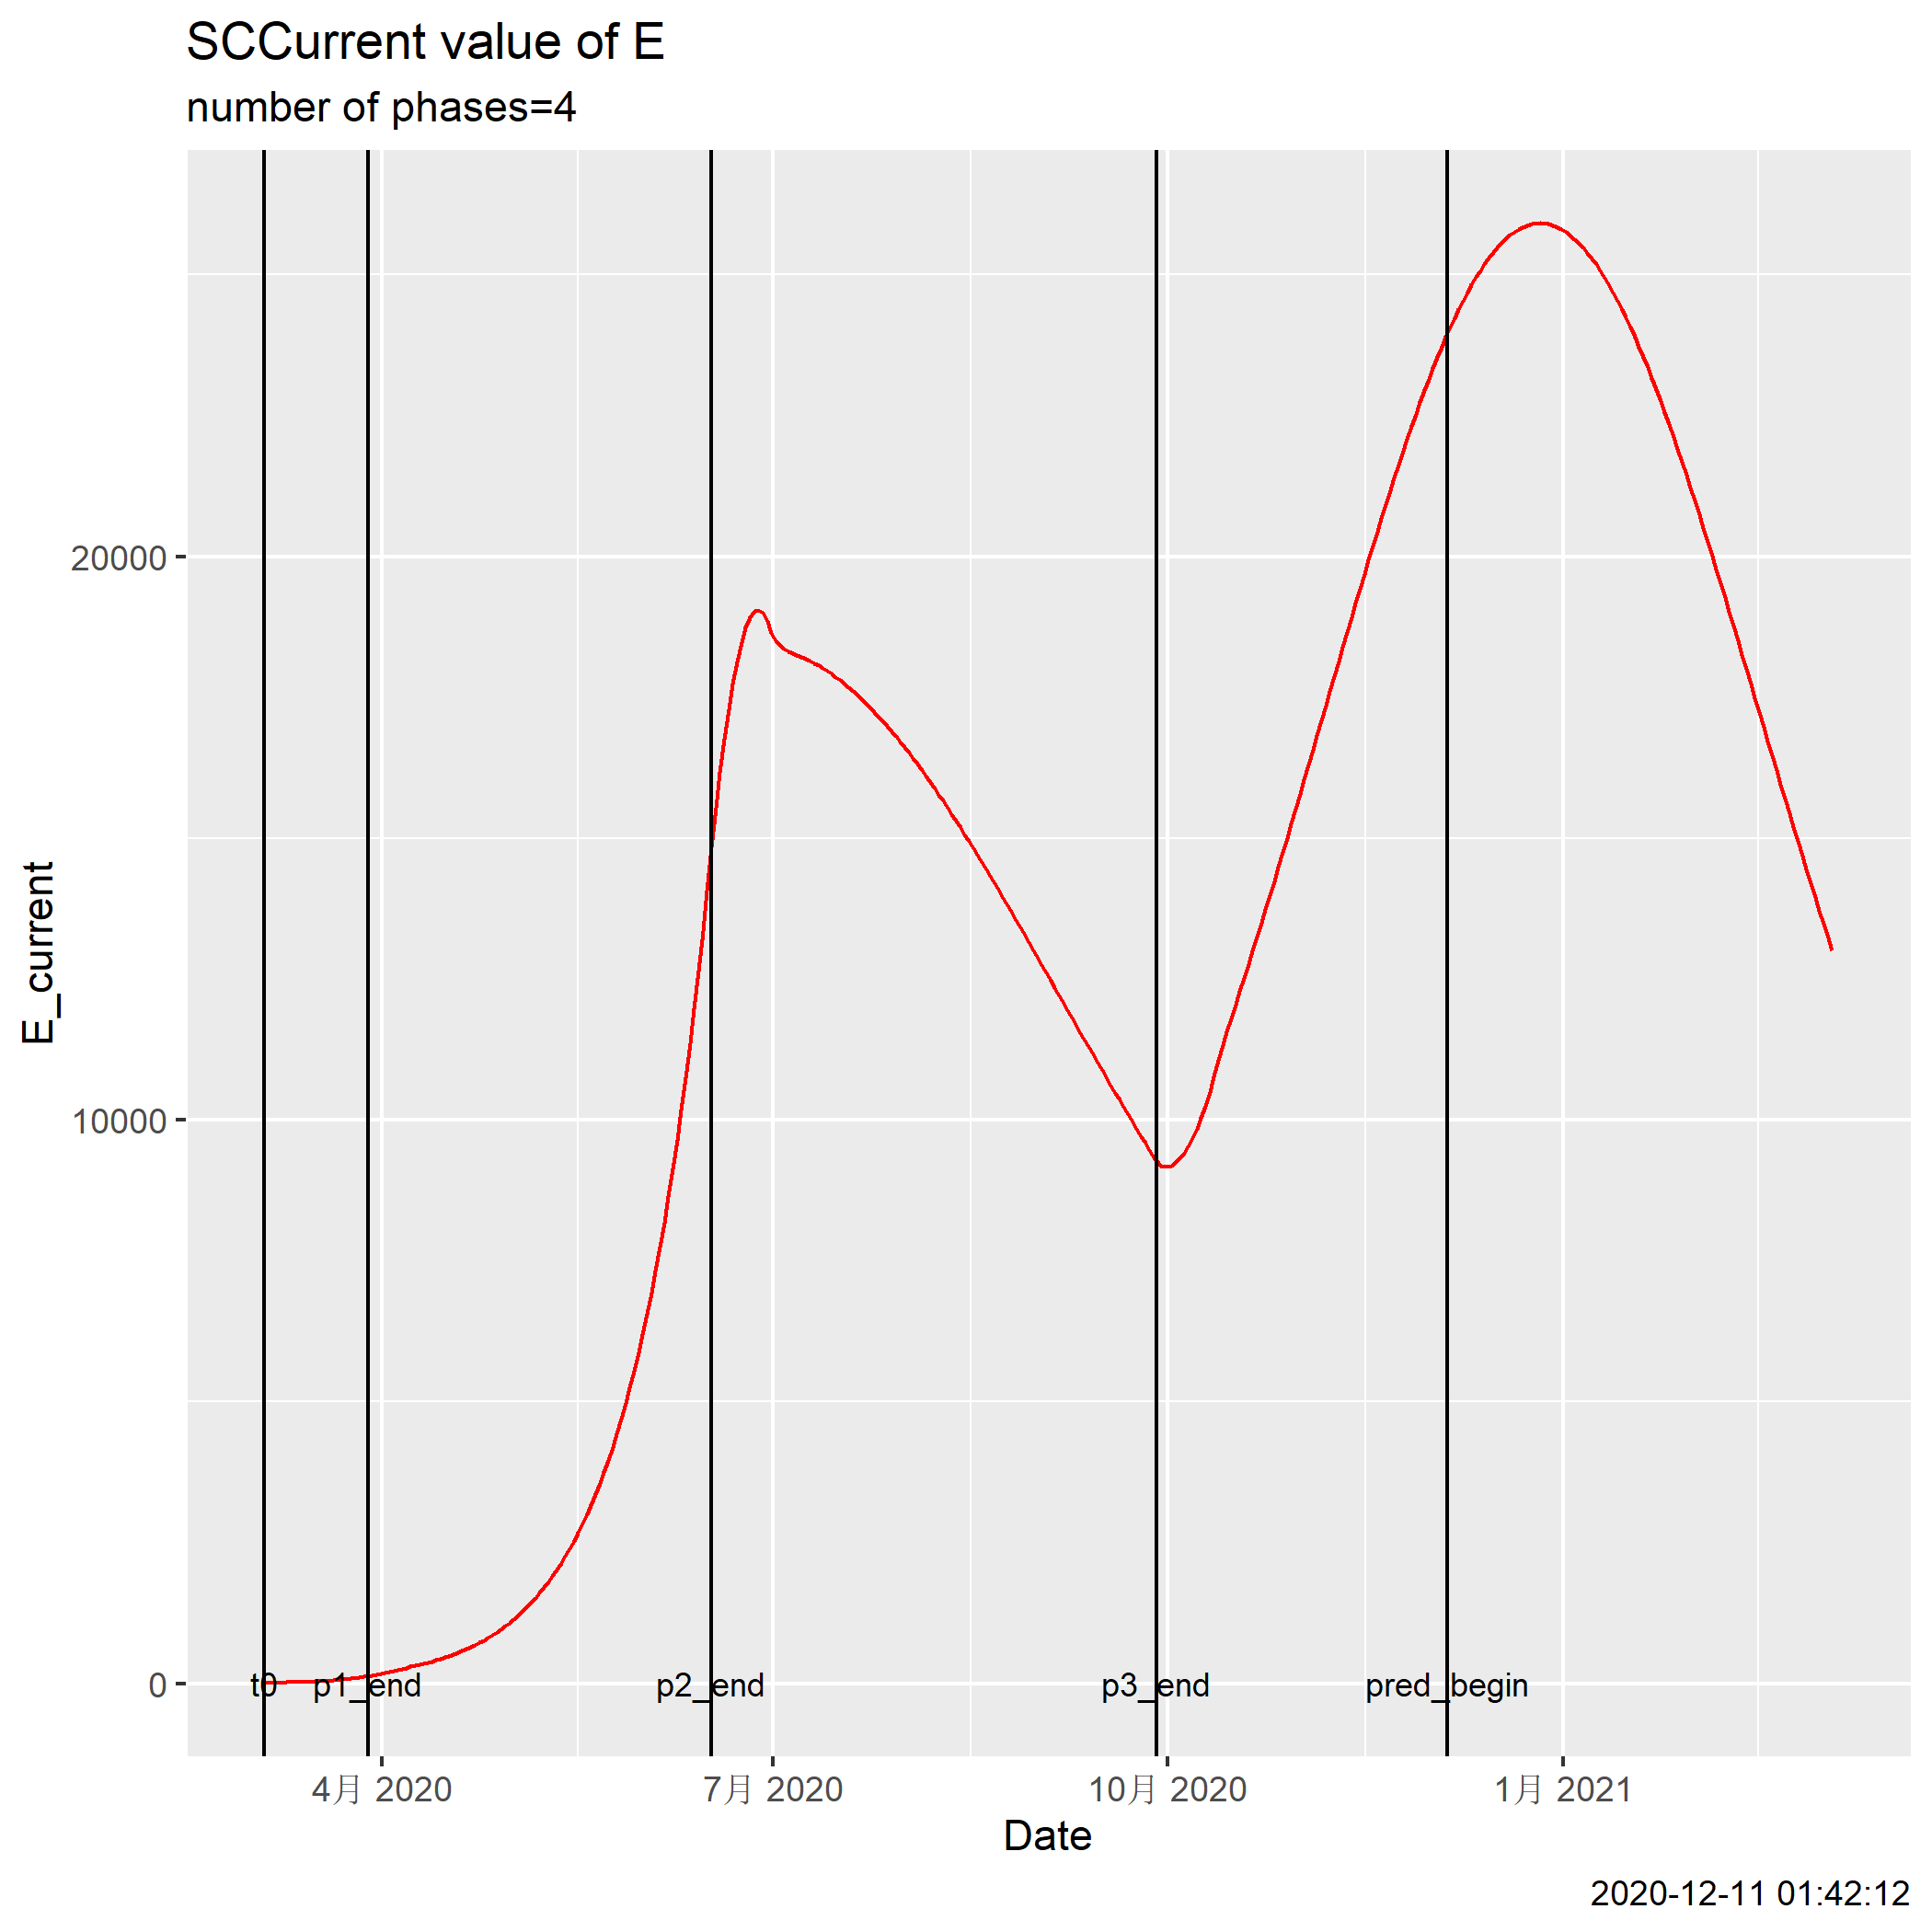 SCCurrent value of E
number of phases=4
E_current
20000
10000
0
t0 p1_end p2_end p3_end pred_begin
4月 2020 7月 2020 10月 2020 1月 2021
Date
2020-12-11 01:42:12